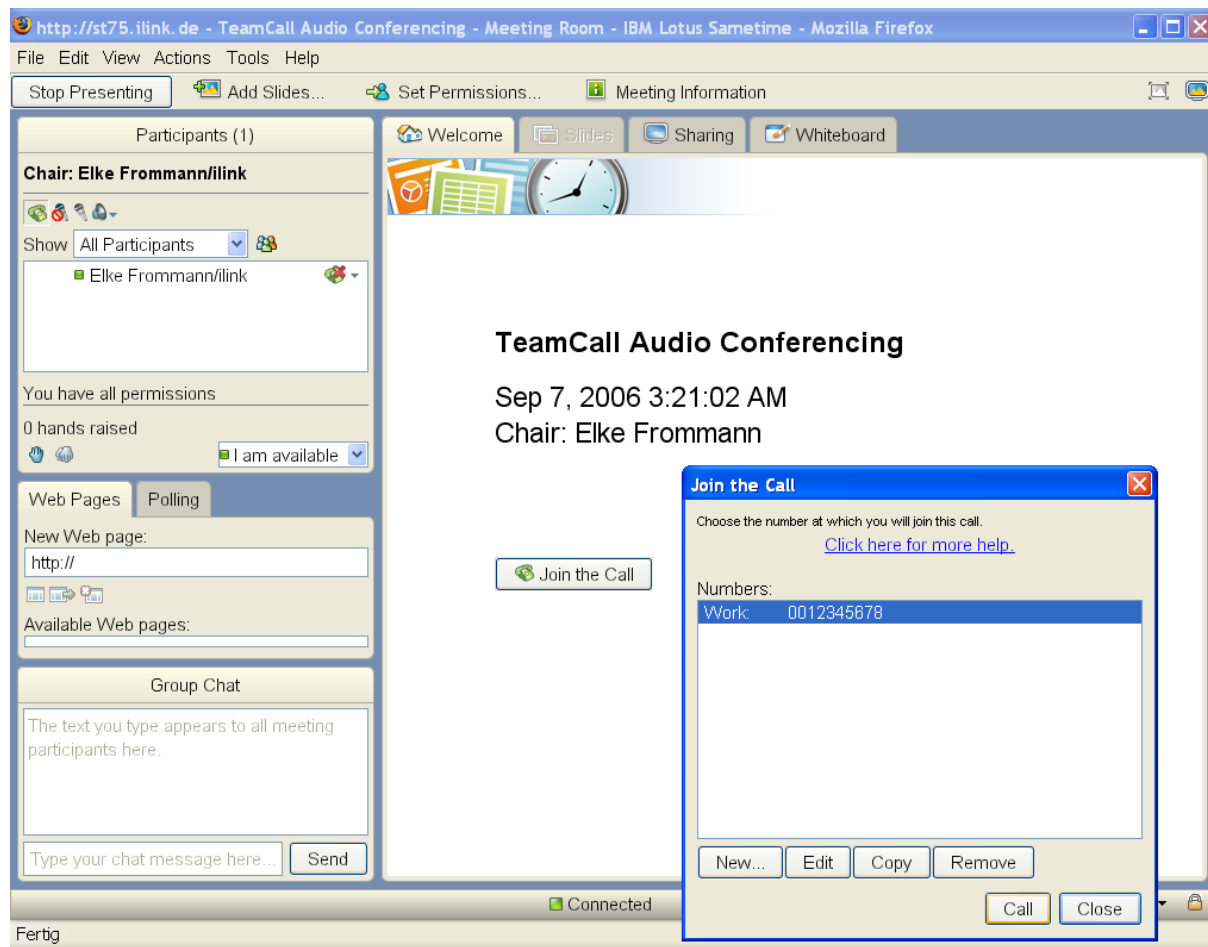 http://st75.ilink.de - TeamCall Audio Conferencing - Meeting Room - IBM Lotus Sametime - Mozilla Firefox
File Edit View Actions Tools Help
Stop Presenting Add Slides... Set Permissions... Meeting Information
Participants (1)
Chair: Elke Frommann/ilink
Show All Participants
Elke Frommann/ilink
You have all permissions
0 hands raised
I am available
Web Pages Polling
New Web page:
http://
Available Web pages:
Group Chat
The text you type appears to all meeting
participants here.
Type your chat message here... Send
Welcome Slides Sharing Whiteboard
TeamCall Audio Conferencing
Sep 7, 2006 3:21:02 AM
Chair: Elke Frommann
Join the Call
Join the Call
Choose the number at which you will join this call.
Click here for more help.
Numbers:
Work: 0012345678
New... Edit Copy Remove
Call Close
Connected
Fertig